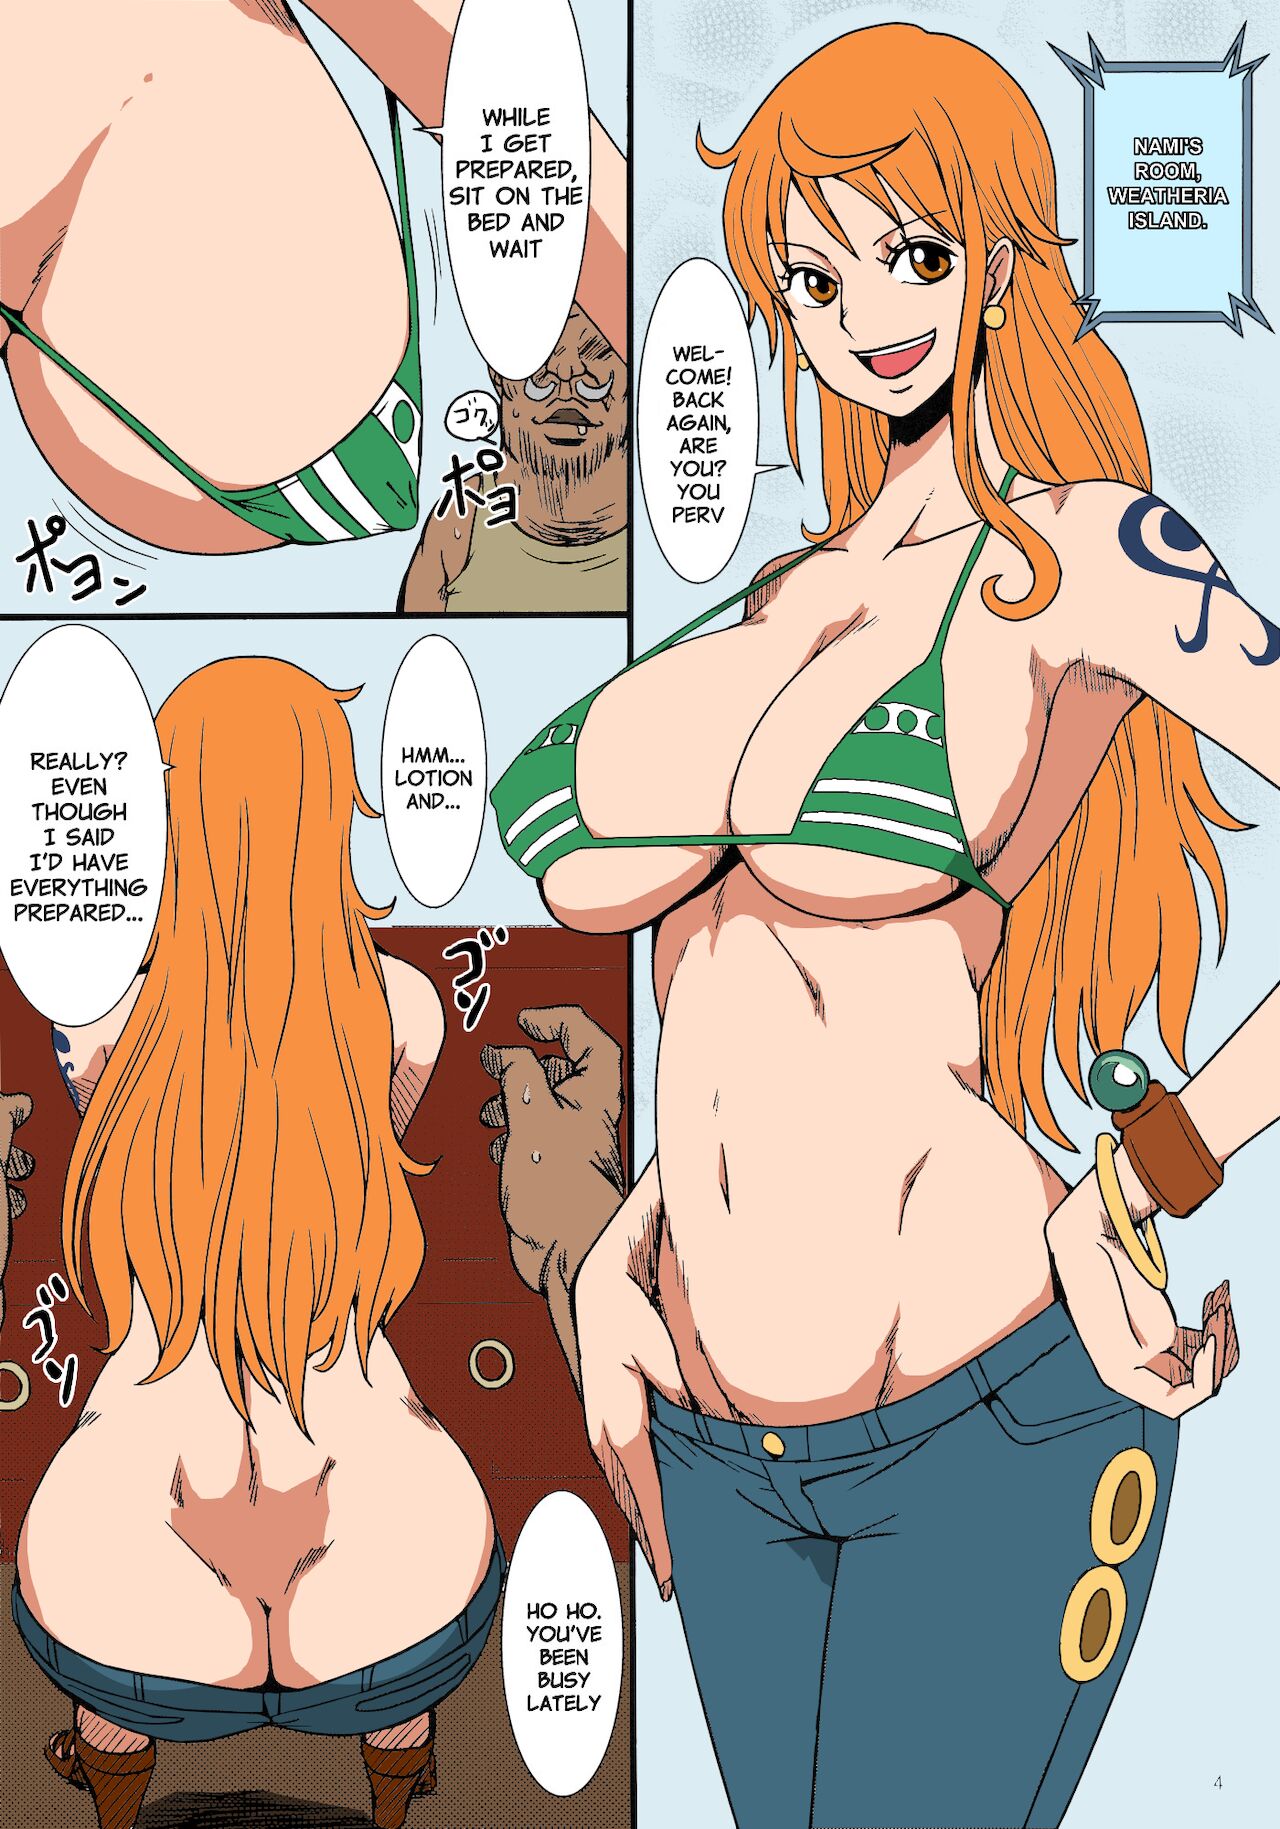 NAMI'S
ROOM,
WEATHERIA
ISLAND.
WEL-
COME!
BACK
AGAIN,
ARE
YOU?
YOU
PERV
WHILE
I GET
PREPARED,
SIT ON THE
BED AND
WAIT
ゴクッ
ポヨ
ポヨン
HMM...
LOTION
AND...
REALLY?
EVEN
THOUGH
I SAID
I'D HAVE
EVERYTHING
PREPARED...
ゴソ
ゴソ
HO HO.
YOU'VE
BEEN
BUSY
LATELY
4